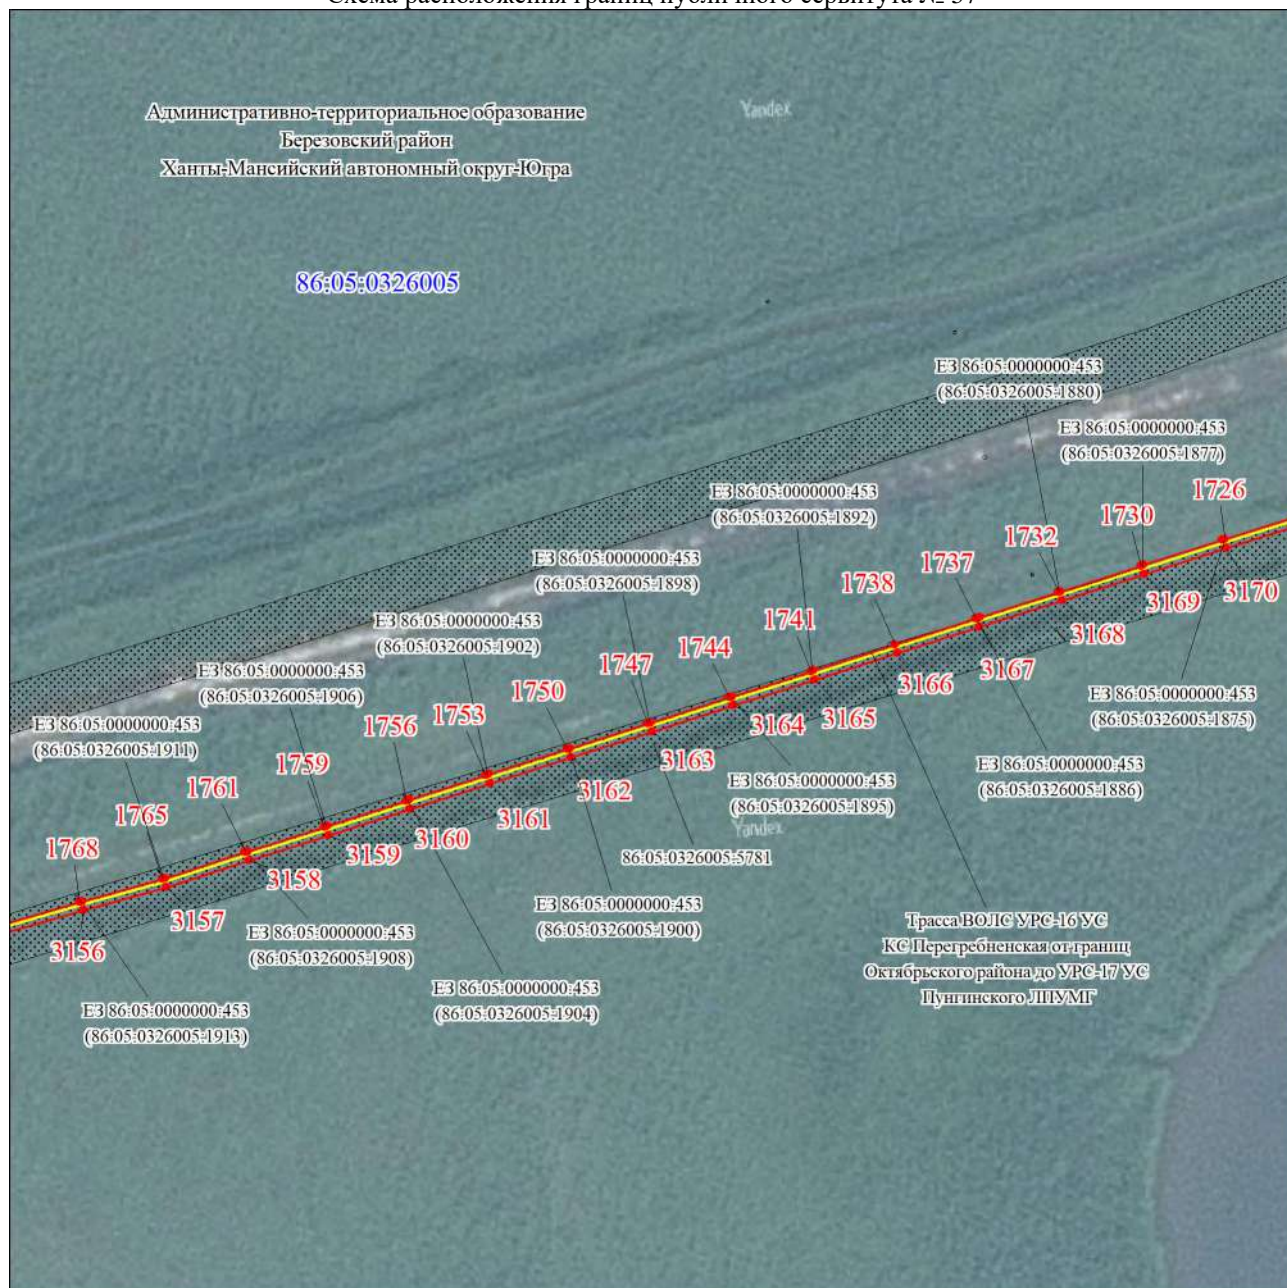 Схема расположения границ публичного сервитута № 57
Yandex
Административно-территориальное образование
Березовский район
Ханты-Мансийский автономный округ-Югра
86:05:0326005
ЕЗ 86:05:0000000:453
(86:05:0326005:1880)
ЕЗ 86:05:0000000:453
(86:05:0326005:1877)
ЕЗ 86:05:0000000:453
(86:05:0326005:1892)
1726
1730
1732
ЕЗ 86:05:0000000:453
(86:05:0326005:1898)
1737
1738
3170
3169
ЕЗ 86:05:0000000:453
(86:05:0326005:1902)
1741
3168
1744
1747
3167
ЕЗ 86:05:0000000:453
(86:05:0326005:1906)
3166
1750
1753
1756
ЕЗ 86:05:0000000:453
(86:05:0326005:1875)
3164
3165
ЕЗ 86:05:0000000:453
(86:05:0326005:1911)
1759
3163
ЕЗ 86:05:0000000:453
(86:05:0326005:1886)
1761
3162
ЕЗ 86:05:0000000:453
(86:05:0326005:1895)
1765
3161
3160
Yandex
1768
3159
86:05:0326005:5781
3158
3157
ЕЗ 86:05:0000000:453
(86:05:0326005:1900)
3156
ЕЗ 86:05:0000000:453
(86:05:0326005:1908)
Трасса ВОЛС УРС-16 УС
КС Перегребненская от границ
Октябрьского района до УРС-17 УС
Пунгинского ЛПУМГ
ЕЗ 86:05:0000000:453
(86:05:0326005:1904)
ЕЗ 86:05:0000000:453
(86:05:0326005:1913)